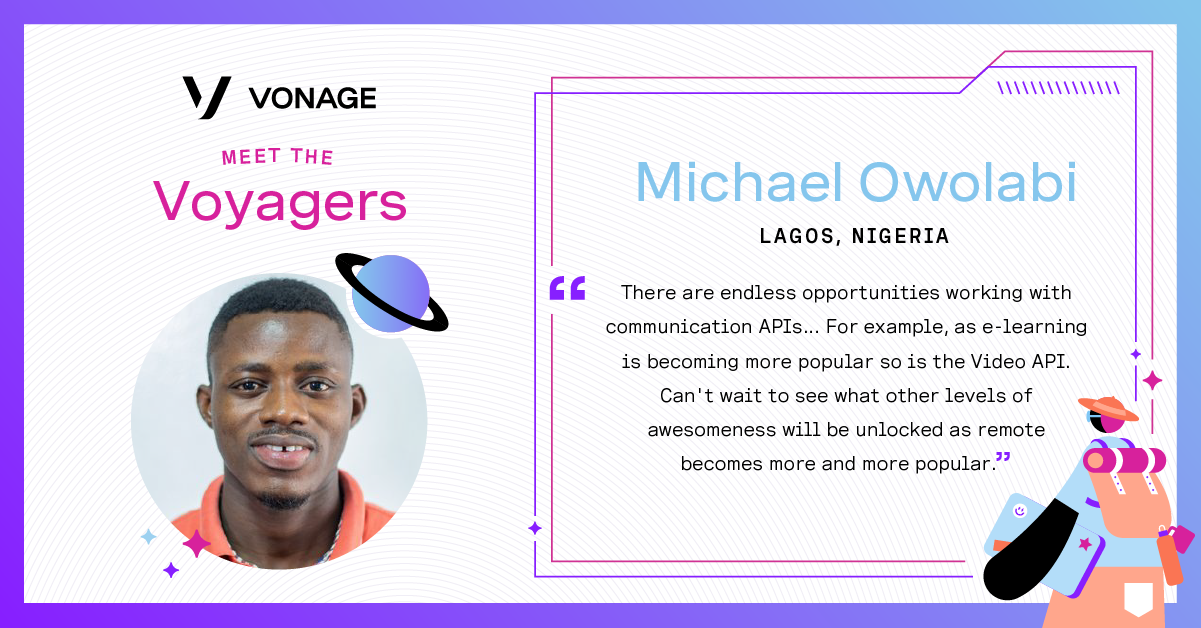 VONAGE
MEET THE
Voyagers
Michael Owolabi
LAGOS, NIGERIA
“
There are endless opportunities working with
communication APIs... For example, as e-learning
is becoming more popular so is the Video API.
Can't wait to see what other levels of
awesomeness will be unlocked as remote
becomes more and more popular.”